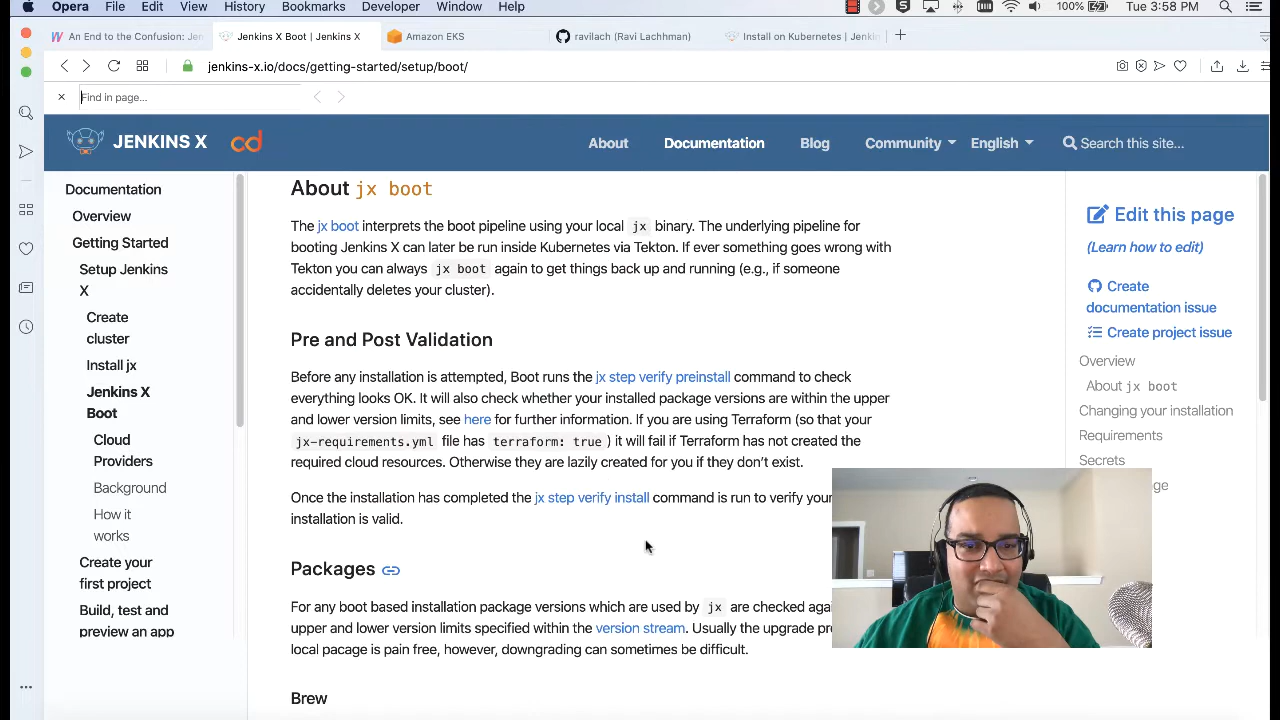 Opera File Edit View History Bookmarks Developer Window Help 100% Tue 3:58 PM
An End to the Confusion: Jen Jenkins X Boot | Jenkins X Amazon EKS ravilach (Ravi Lachhman) Install on Kubernetes | Jenkin
jenkins-x.io/docs/getting-started/setup/boot/
Find in page...
JENKINS X cd About Documentation Blog Community English Search this site...
Documentation
Overview
Getting Started
Setup Jenkins
X
Create
cluster
Install jx
Jenkins X
Boot
Cloud
Providers
Background
How it
works
Create your
first project
Build, test and
preview an app
About jx boot
The jx boot interprets the boot pipeline using your local jx binary. The underlying pipeline for
booting Jenkins X can later be run inside Kubernetes via Tekton. If ever something goes wrong with
Tekton you can always jx boot again to get things back up and running (e.g., if someone
accidentally deletes your cluster).
Pre and Post Validation
Before any installation is attempted, Boot runs the jx step verify preinstall command to check
everything looks OK. It will also check whether your installed package versions are within the upper
and lower version limits, see here for further information. If you are using Terraform (so that your
jx-requirements.yml file has terraform: true ) it will fail if Terraform has not created the
required cloud resources. Otherwise they are lazily created for you if they don't exist.
Once the installation has completed the jx step verify install command is run to verify your
installation is valid.
Packages
For any boot based installation package versions which are used by jx are checked agai
upper and lower version limits specified within the version stream. Usually the upgrade pr
local pacage is pain free, however, downgrading can sometimes be difficult.
Brew
Edit this page
(Learn how to edit)
Create
documentation issue
Create project issue
Overview
About jx boot
Changing your installation
Requirements
Secrets
ge